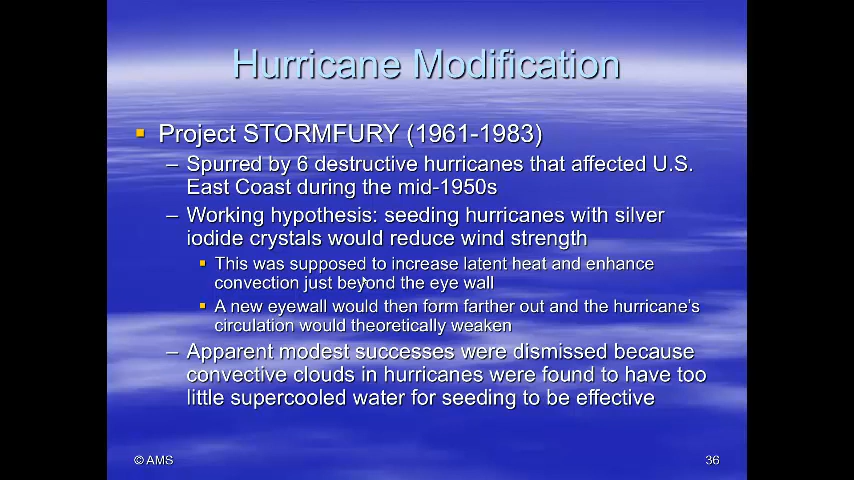 Hurricane Modification
▪ Project STORMFURY (1961-1983)
– Spurred by 6 destructive hurricanes that affected U.S.
East Coast during the mid-1950s
– Working hypothesis: seeding hurricanes with silver
iodide crystals would reduce wind strength
▪ This was supposed to increase latent heat and enhance
convection just beyond the eye wall
▪ A new eyewall would then form farther out and the hurricane's
circulation would theoretically weaken
– Apparent modest successes were dismissed because
convective clouds in hurricanes were found to have too
little supercooled water for seeding to be effective
© AMS
36